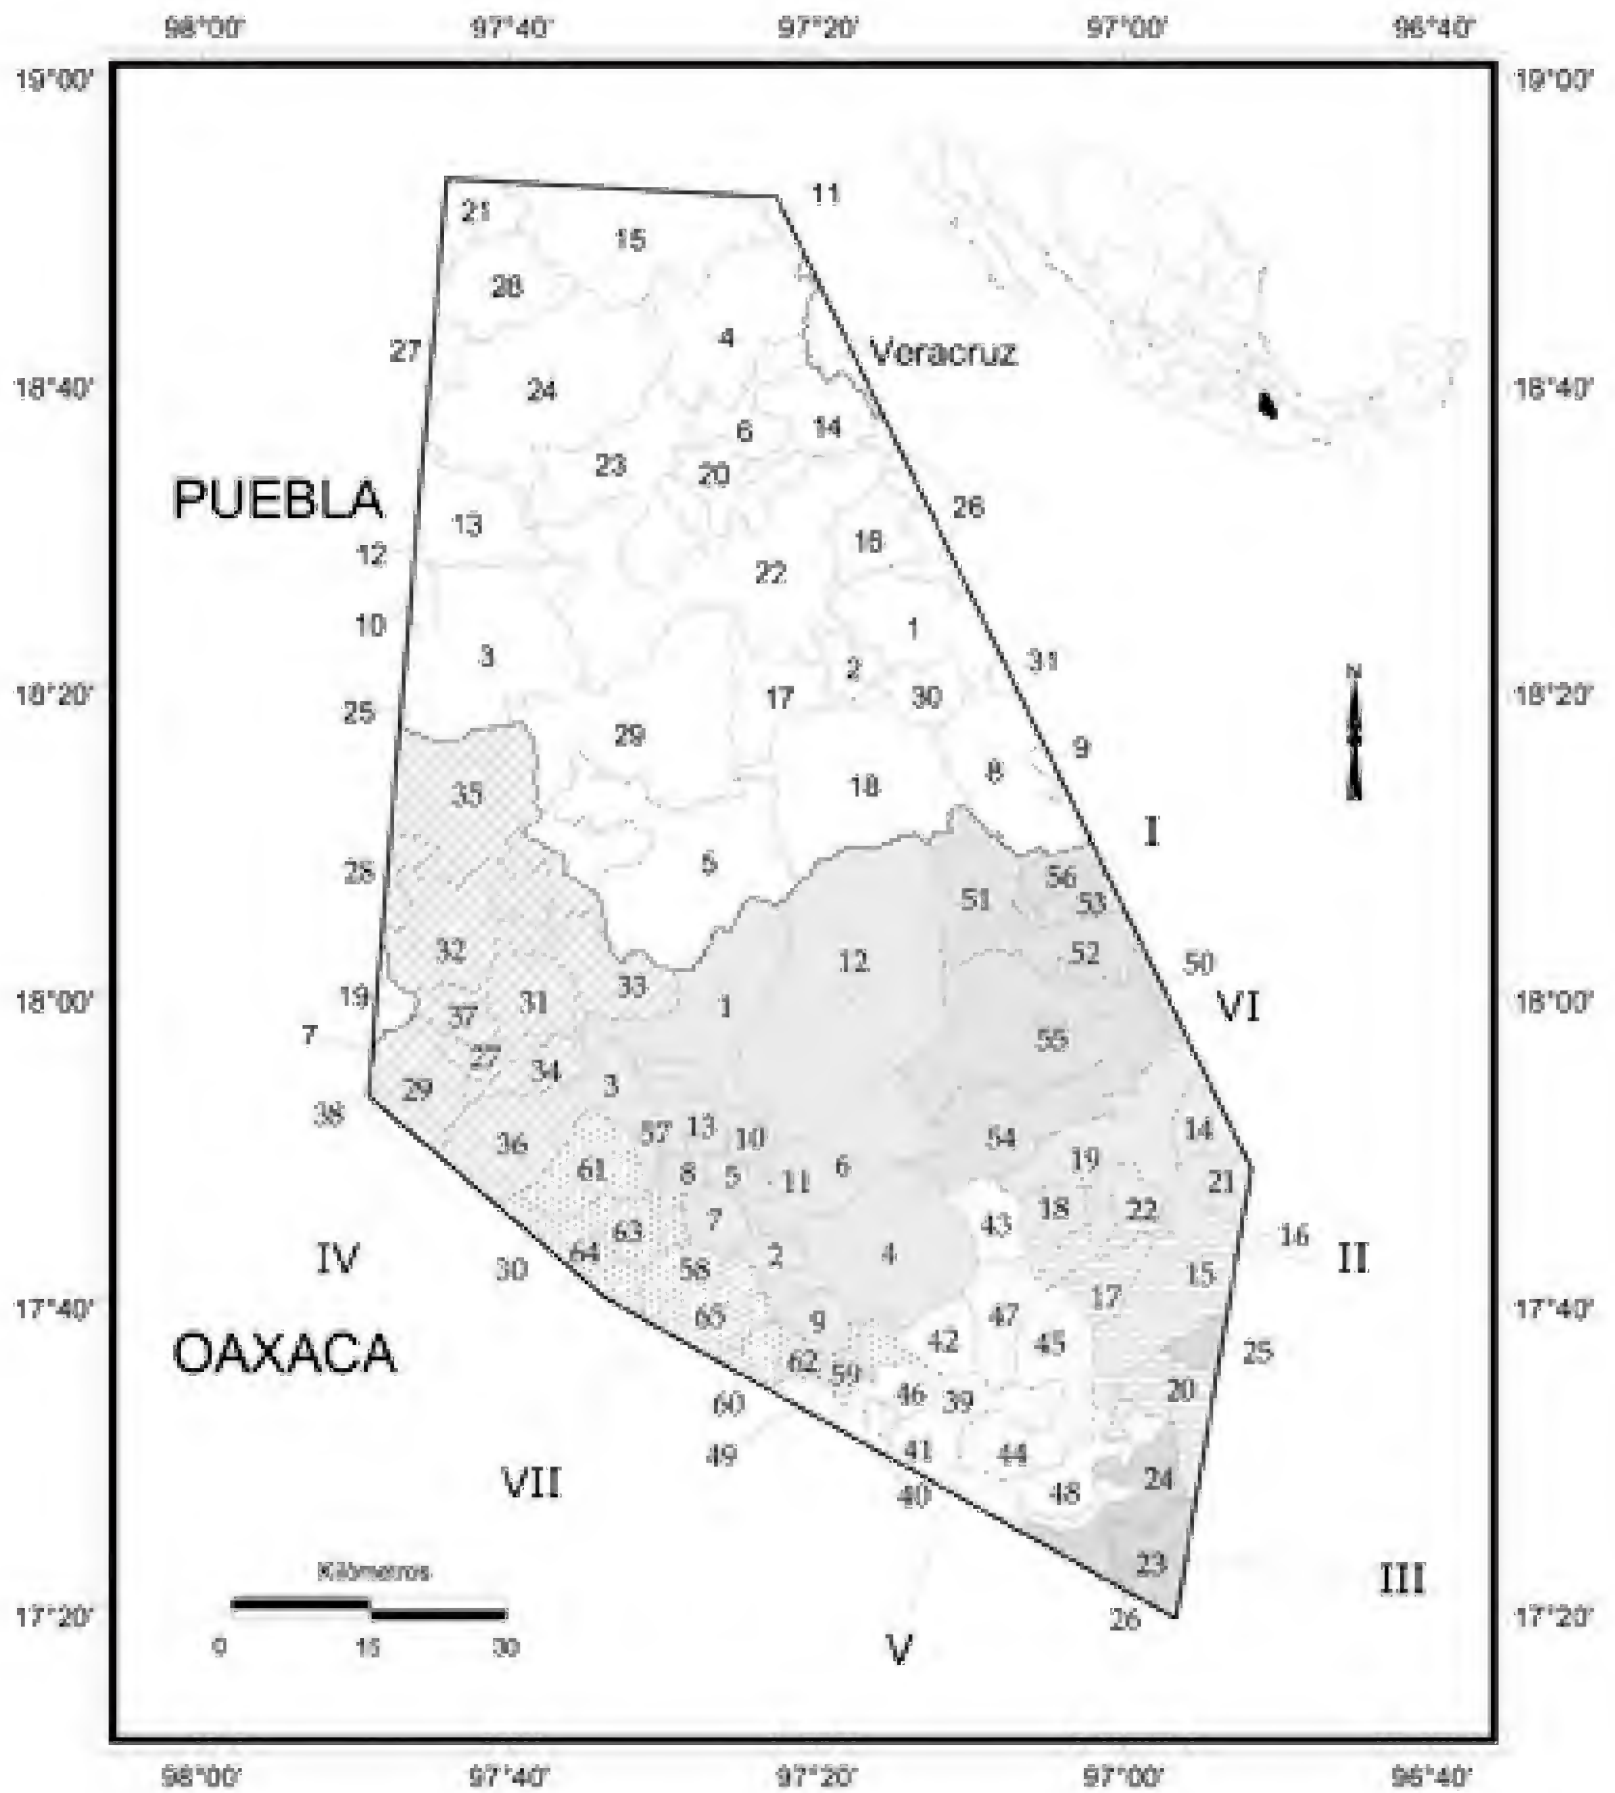 98°00' 97°40' 97°20' 97°00' 96°40'
19°00' 19°00'
11
21
15
28
4
27 Veracruz
18°40' 24 18°40'
6 14
23 20
PUEBLA 26
13
12 16
22
10 1
3 2 31
18°20' 17 30 18°20'
25
29 9
8
35 18
I
5
28 56
51 53
32 12 52 50
33
18°00' 19 37 31 1 VI 18°00'
7 55
27 34
29 3
38
57 13 10 54 14
36
61 8 5 11 6 19
21
7 43 18 22
63 16
IV 64 2 4 II
30 58 15
17
17°40' 65 9 47 17°40'
42 45
OAXACA 62 59 25
46 39 20
60
49 41 44
VII 40 48 24
23
Kilómetros III
17°20' 26 17°20'
0 15 30 V
98°00' 97°40' 97°20' 97°00' 96°40'
N